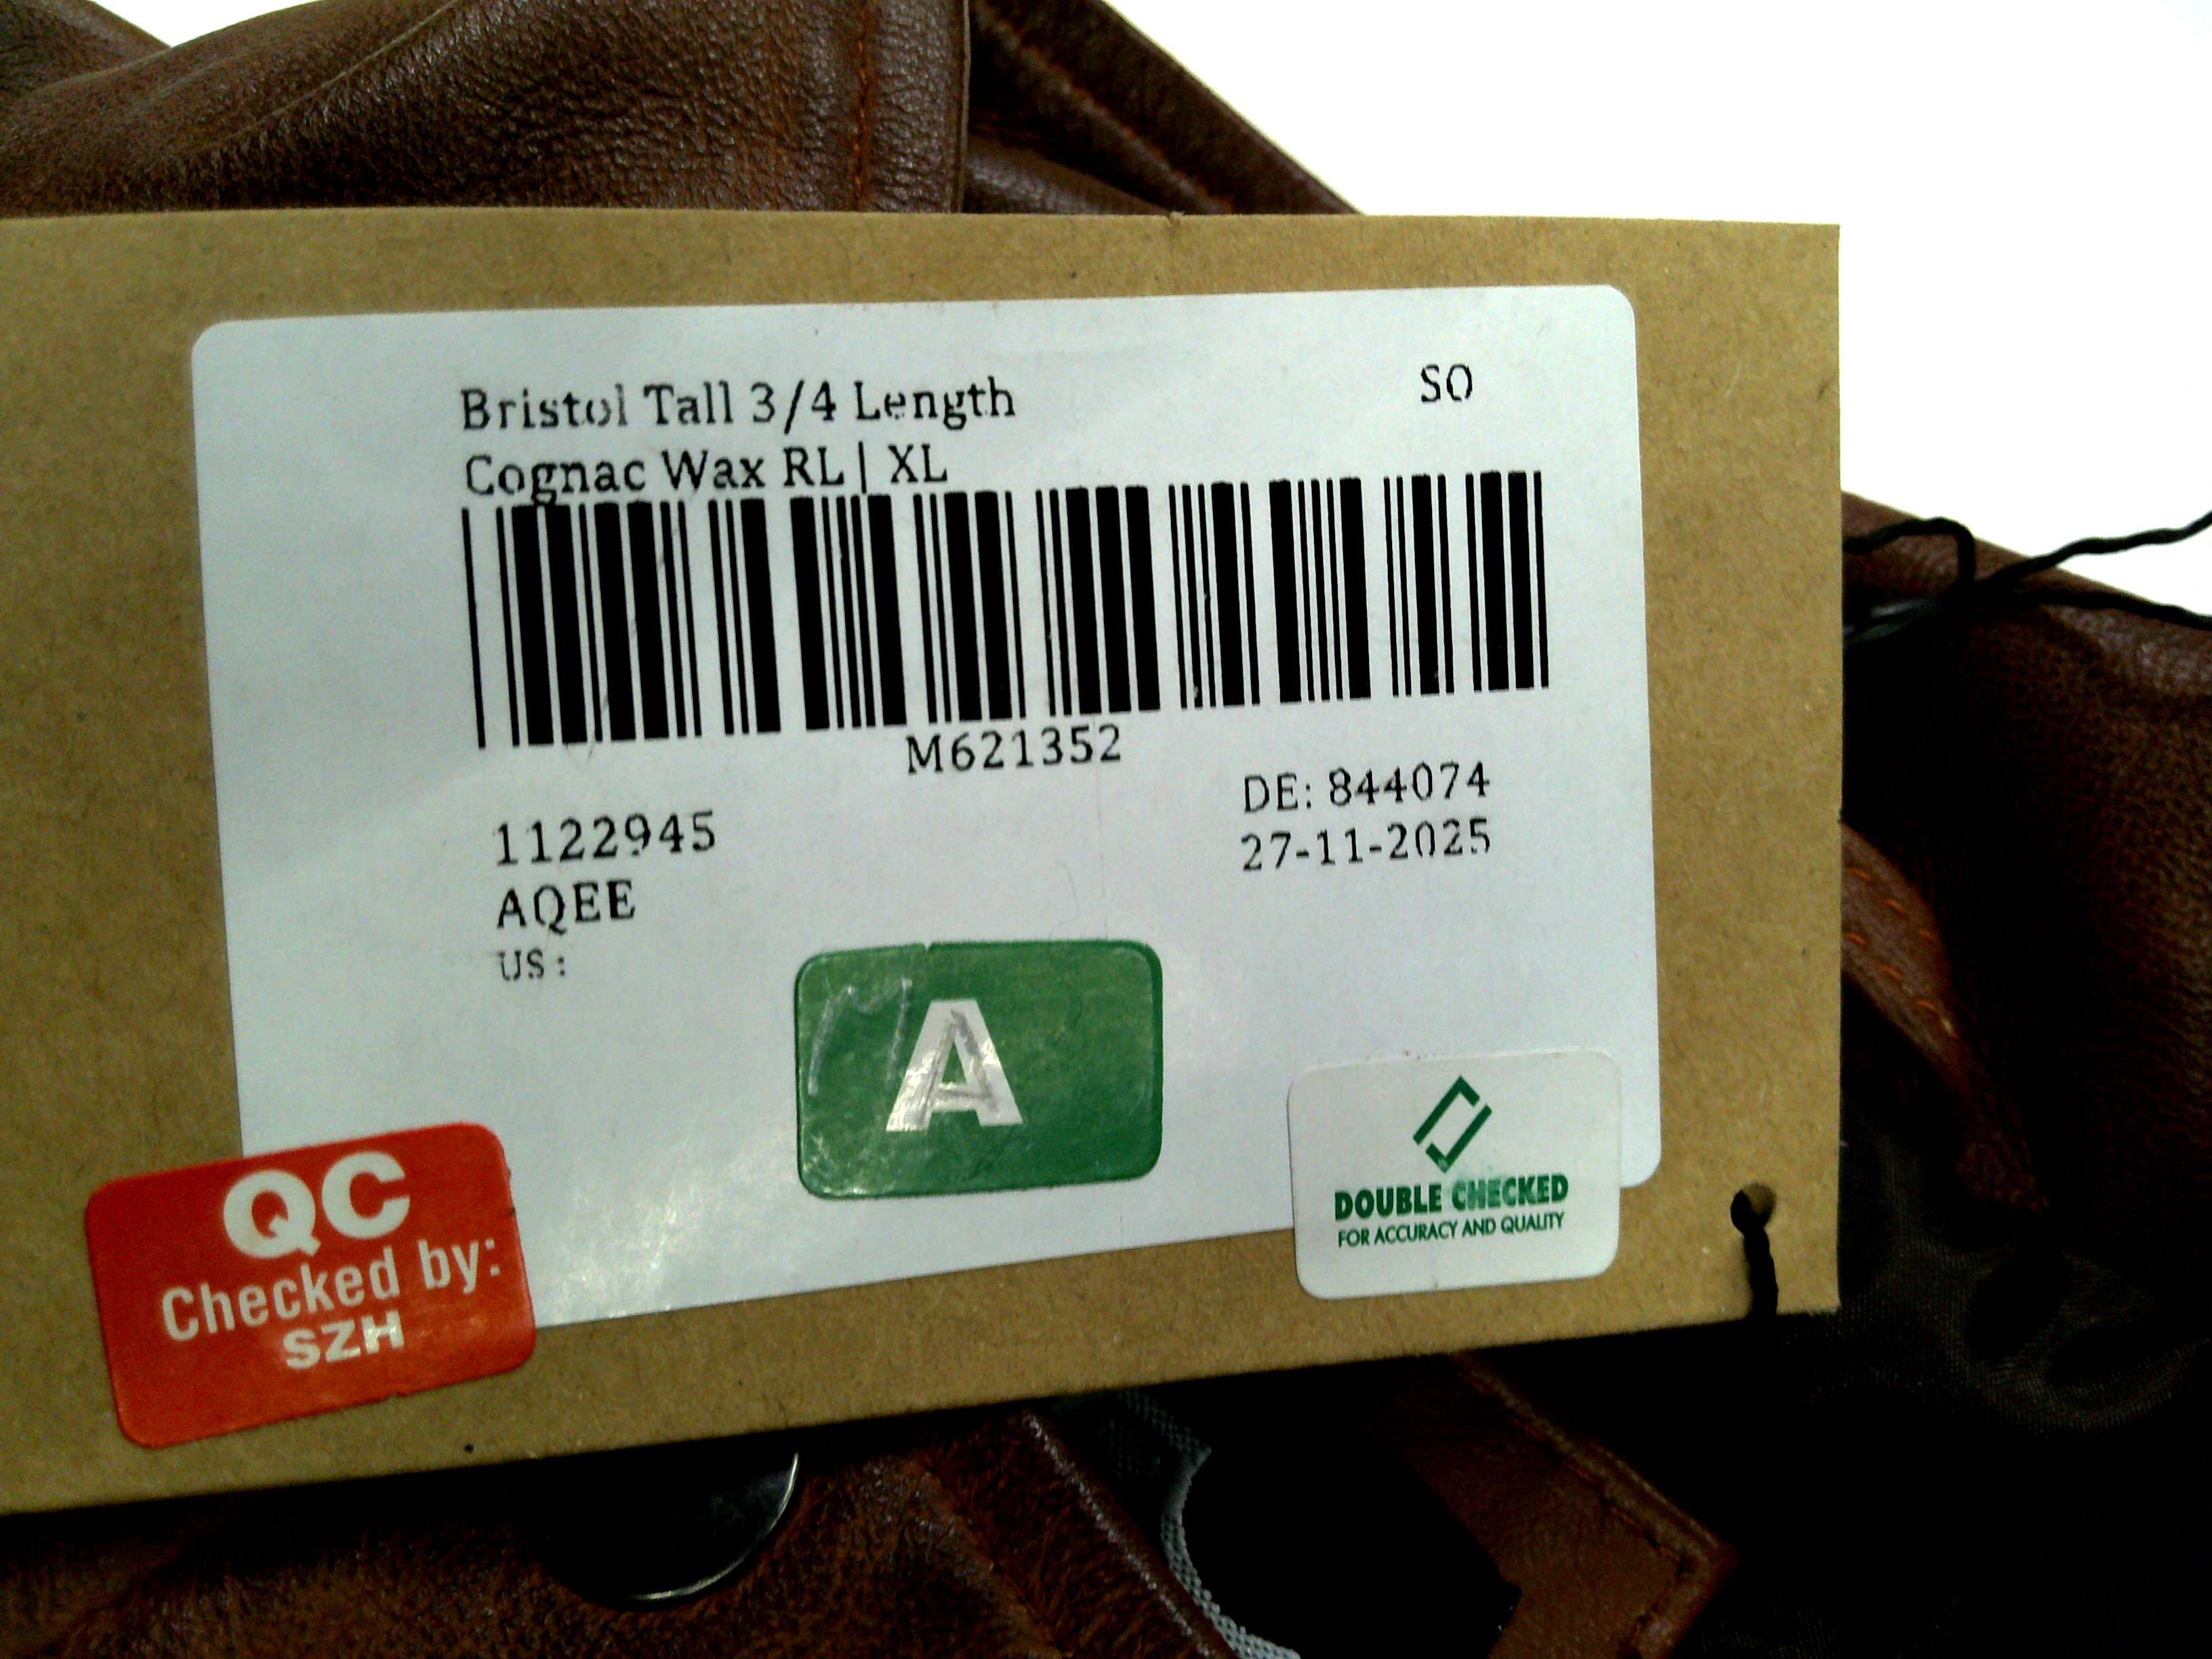 Bristol Tall 3/4 Length
SO
Cognac Wax RL | XL
M621352
DE: 844074
1122945
27-11-2025
AQEE
US :
A
QC
Checked by:
SZH
DOUBLE CHECKED
FOR ACCURACY AND QUALITY